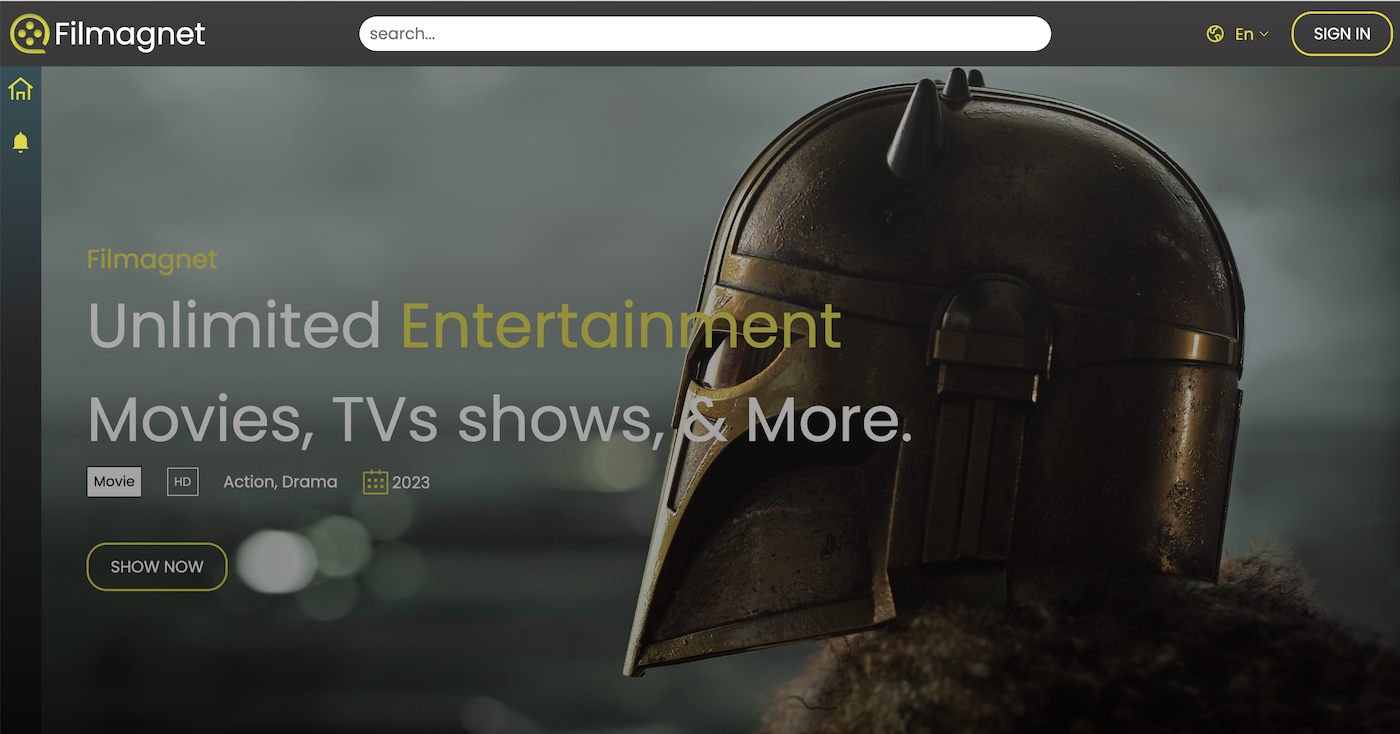 Filmagnet
search...
En
SIGN IN
Filmagnet
Unlimited Entertainment
Movies, TVs shows, & More.
Movie HD Action, Drama 2023
SHOW NOW